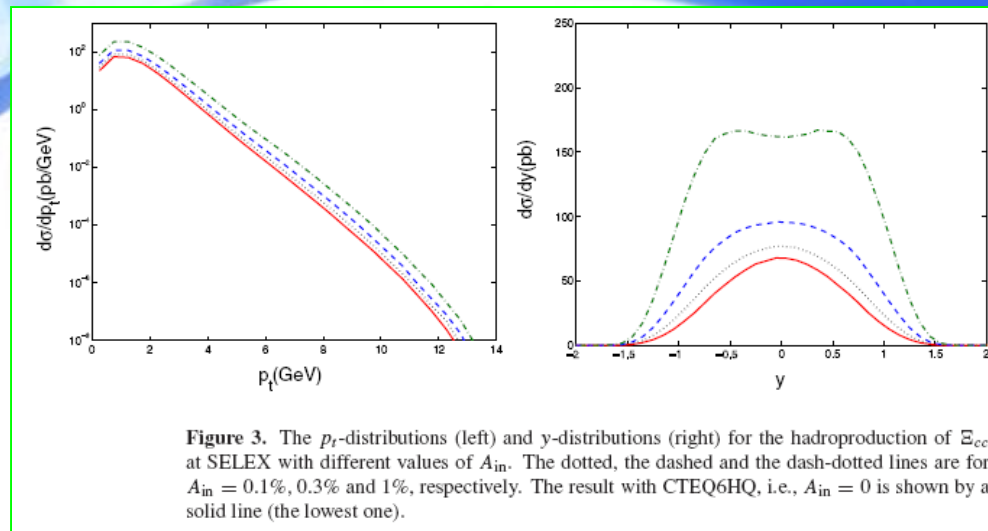 10²
10⁰
10⁻²
10⁻⁴
10⁻⁶
10⁻⁸
dσ/dp_t(pb/GeV)
0 2 4 6 8 10 12 14
p_t(GeV)
250
200
150
100
50
0
dσ/dy(pb)
-2 -1.5 -1 -0.5 0 0.5 1 1.5 2
y
Figure 3. The p_t-distributions (left) and y-distributions (right) for the hadroproduction of Ξ_cc
at SELEX with different values of A_in. The dotted, the dashed and the dash-dotted lines are for
A_in = 0.1%, 0.3% and 1%, respectively. The result with CTEQ6HQ, i.e., A_in = 0 is shown by a
solid line (the lowest one).